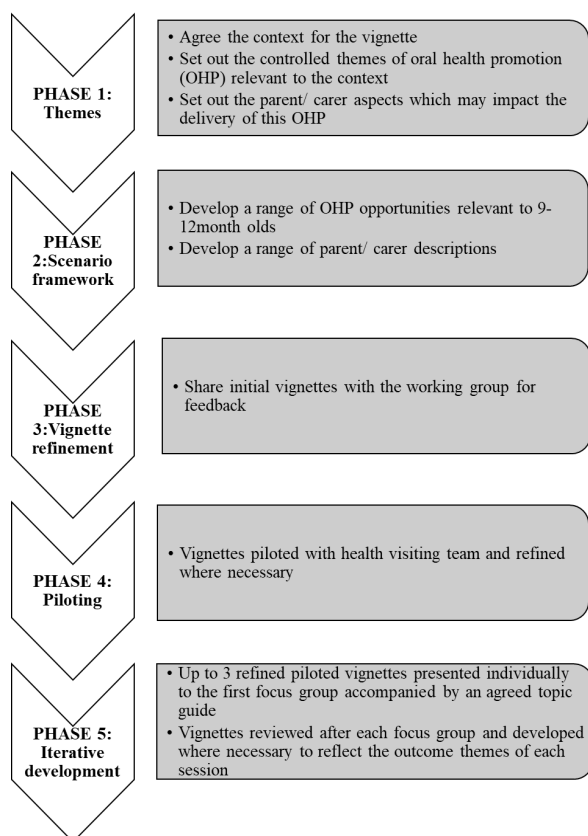 PHASE 1:
Themes
• Agree the context for the vignette
• Set out the controlled themes of oral health promotion
(OHP) relevant to the context
• Set out the parent/ carer aspects which may impact the
delivery of this OHP
PHASE
2:Scenario
framework
• Develop a range of OHP opportunities relevant to 9-
12month olds
• Develop a range of parent/ carer descriptions
PHASE
3:Vignette
refinement
• Share initial vignettes with the working group for
feedback
PHASE 4:
Piloting
• Vignettes piloted with health visiting team and refined
where necessary
PHASE 5:
Iterative
development
• Up to 3 refined piloted vignettes presented individually
to the first focus group accompanied by an agreed topic
guide
• Vignettes reviewed after each focus group and developed
where necessary to reflect the outcome themes of each
session